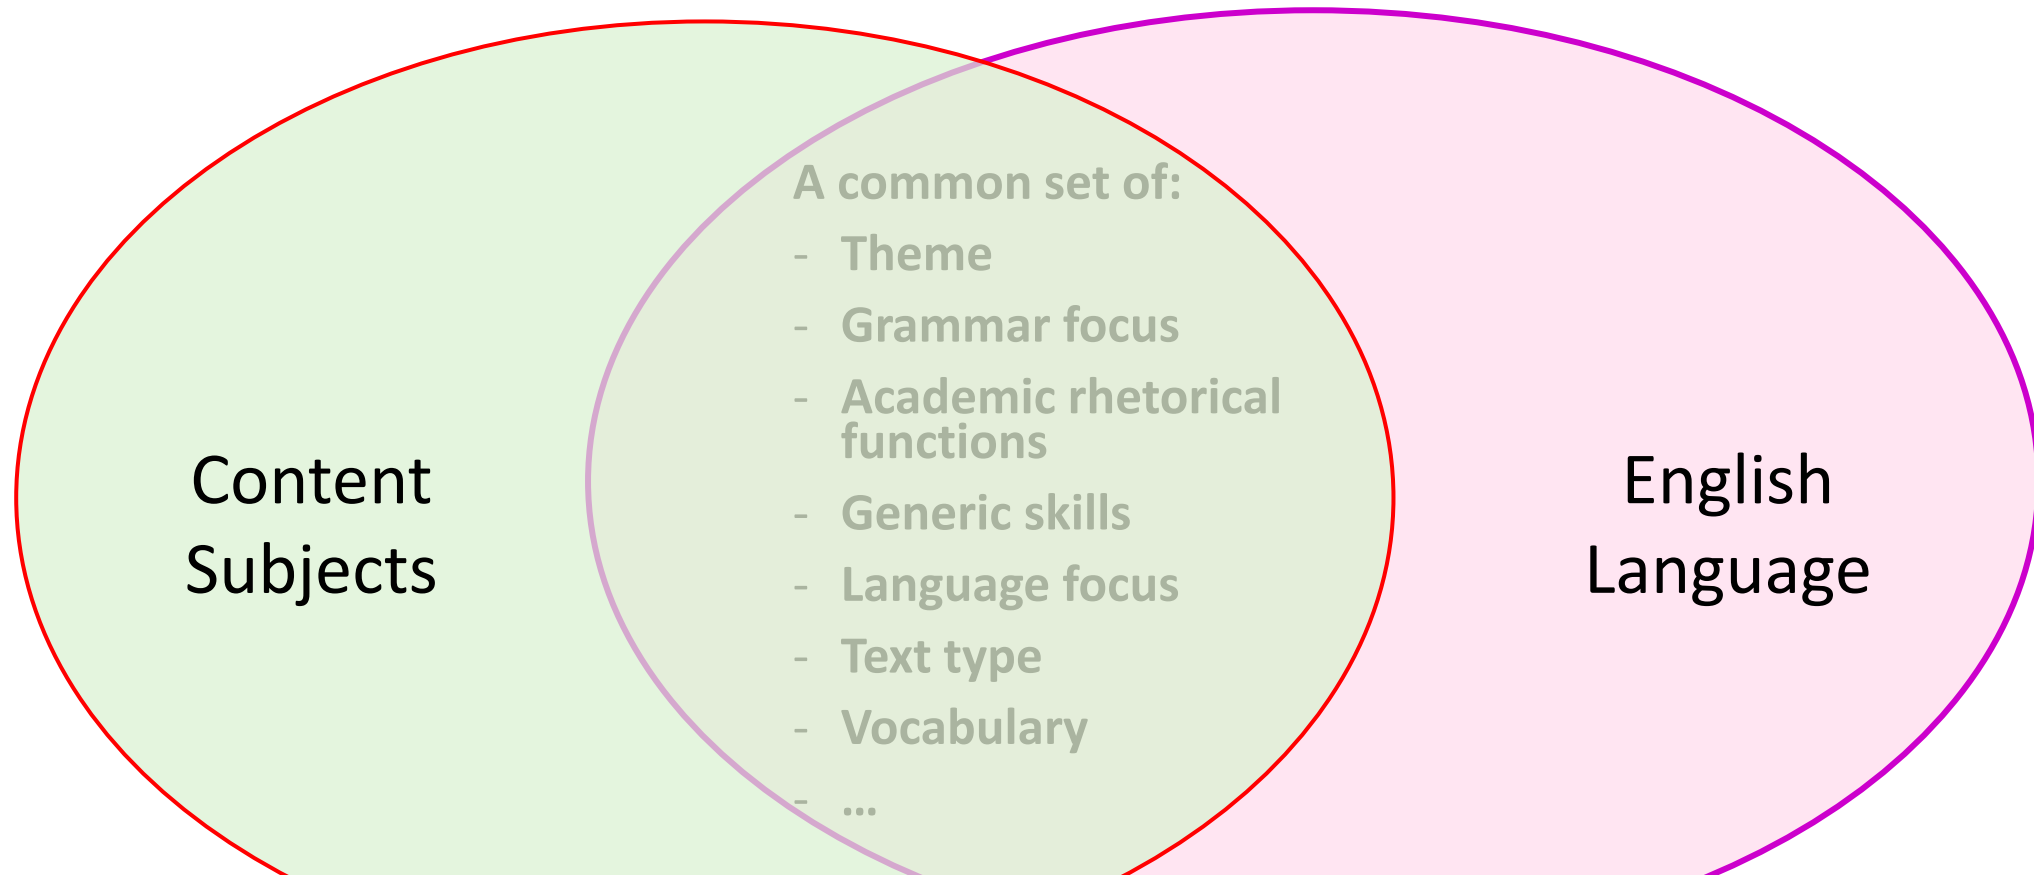 Content
Subjects
A common set of:
- Theme
- Grammar focus
- Academic rhetorical
functions
- Generic skills
- Language focus
- Text type
- Vocabulary
- ...
English
Language